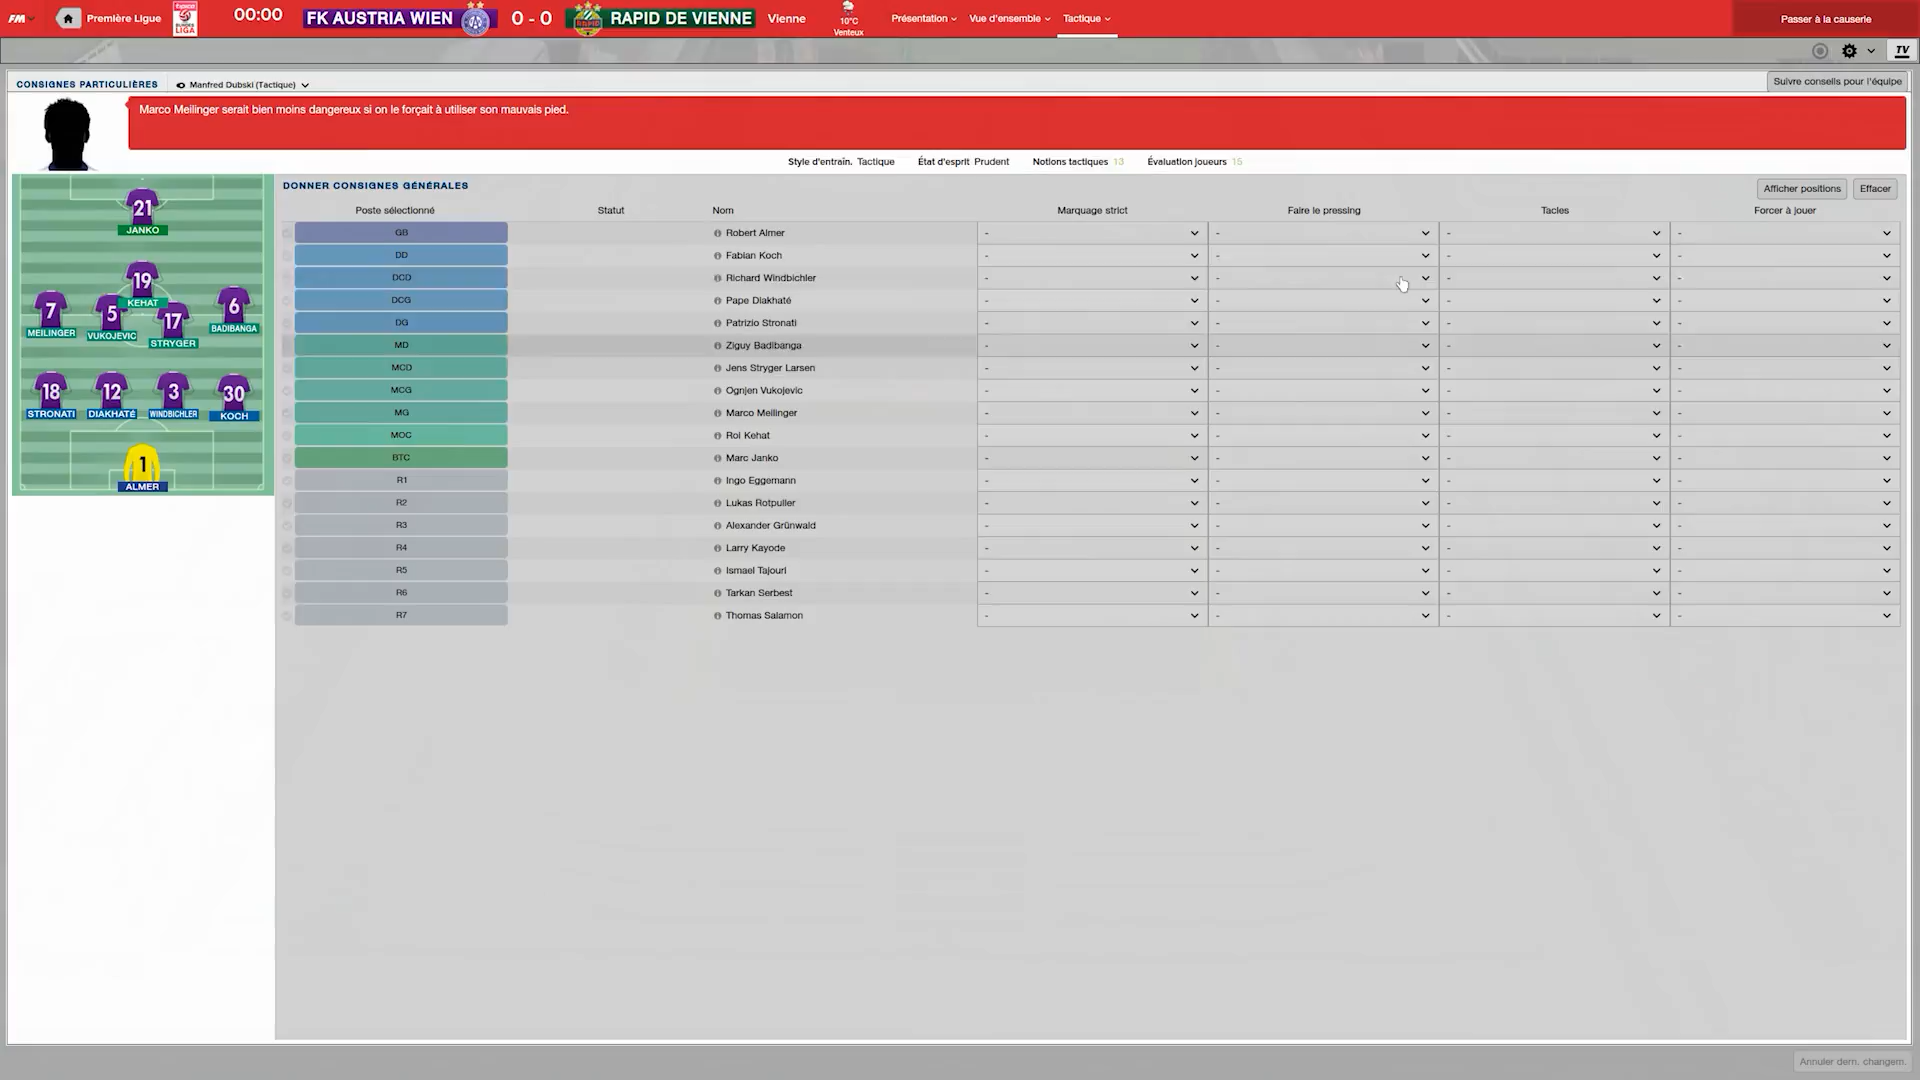 FM
Première Ligue
00:00
FK AUSTRIA WIEN
0 - 0
RAPID DE VIENNE
Vienne
10°C
Venteux
Présentation
Vue d'ensemble
Tactique
Passer à la causerie
TV
CONSIGNES PARTICULIÈRES
Manfred Dubski (Tactique)
Suivre conseils pour l'équipe
Marco Meilinger serait bien moins dangereux si on le forçait à utiliser son mauvais pied.
Style d'entraîn. Tactique
État d'esprit Prudent
Notions tactiques 13
Évaluation joueurs 15
DONNER CONSIGNES GÉNÉRALES
Afficher positions
Effacer
Poste sélectionné Statut Nom Marquage strict Faire le pressing Tacles Forcer à jouer
GB Robert Almer - - - -
DD Fabian Koch - - - -
DCD Richard Windbichler - - - -
DCG Pape Diakhaté - - - -
DG Patrizio Stronati - - - -
MD Ziguy Badibanga - - - -
MCD Jens Stryger Larsen - - - -
MCG Ognjen Vukojevic - - - -
MG Marco Meilinger - - - -
MOC Roi Kehat - - - -
BTC Marc Janko - - - -
R1 Ingo Eggemann - - - -
R2 Lukas Rotpuller - - - -
R3 Alexander Grünwald - - - -
R4 Larry Kayode - - - -
R5 Ismael Tajouri - - - -
R6 Tarkan Serbest - - - -
R7 Thomas Salamon - - - -
21
JANKO
19
KEHAT
7
MEILINGER
5
VUKOJEVIC
17
STRYGER
6
BADIBANGA
18
STRONATI
12
DIAKHATÉ
3
WINDBICHLER
30
KOCH
1
ALMER
Annuler dern. changem.